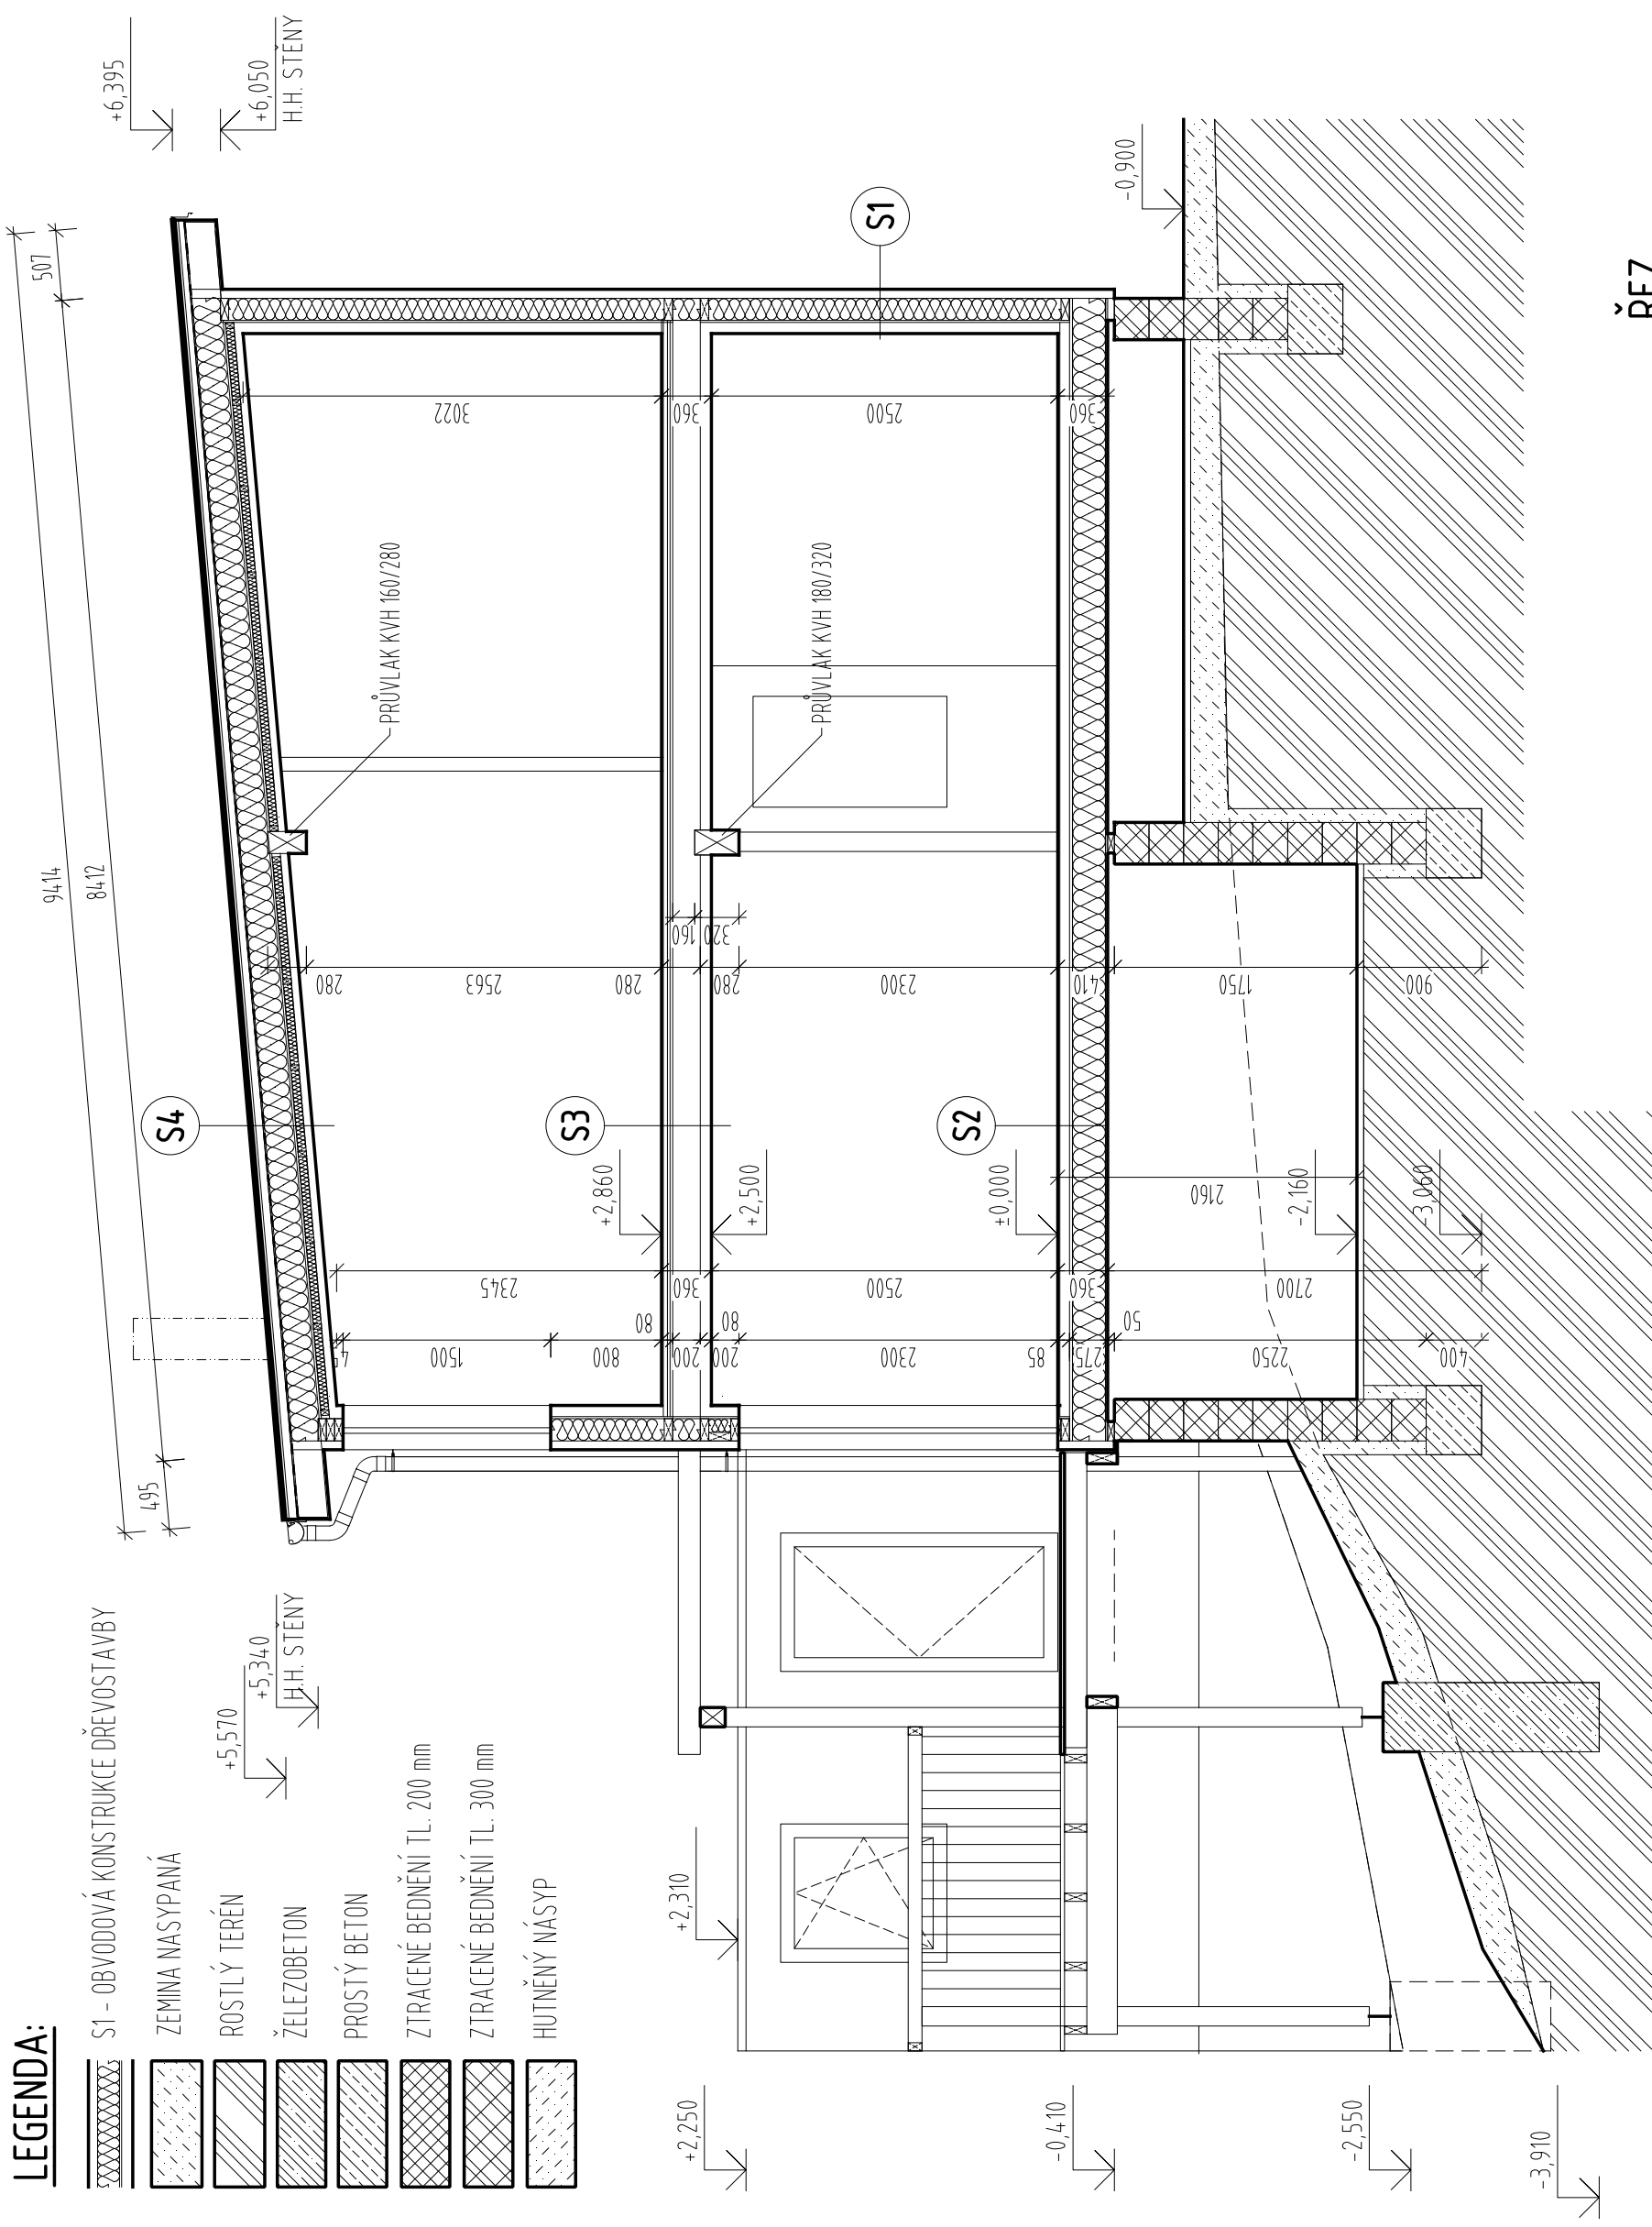 LEGENDA:
S1 - OBVODOVÁ KONSTRUKCE DŘEVOSTAVBY
ZEMINA NASYPANÁ
ROSTLÝ TERÉN
ŽELEZOBETON
PROSTÝ BETON
ZTRACENÉ BEDNĚNÍ TL. 200 mm
ZTRACENÉ BEDNĚNÍ TL. 300 mm
HUTNĚNÝ NÁSYP
9414
495
8412
507
+6,395
+6,050
H.H. STĚNY
+5,570
+5,340
H.H. STĚNY
S4
S3
S2
S1
PRŮVLAK KVH 160/280
PRŮVLAK KVH 180/320
3022
360
2500
360
280
2563
280
280
2300
410
1750
900
160
320
2160
2345
360
2500
360
2700
1500
800
80
200
200
80
2300
85
275
50
2250
400
+2,860
+2,500
±0,000
-2,160
-3,060
-0,900
+2,310
+2,250
-0,410
-2,550
-3,910
ŘEZ